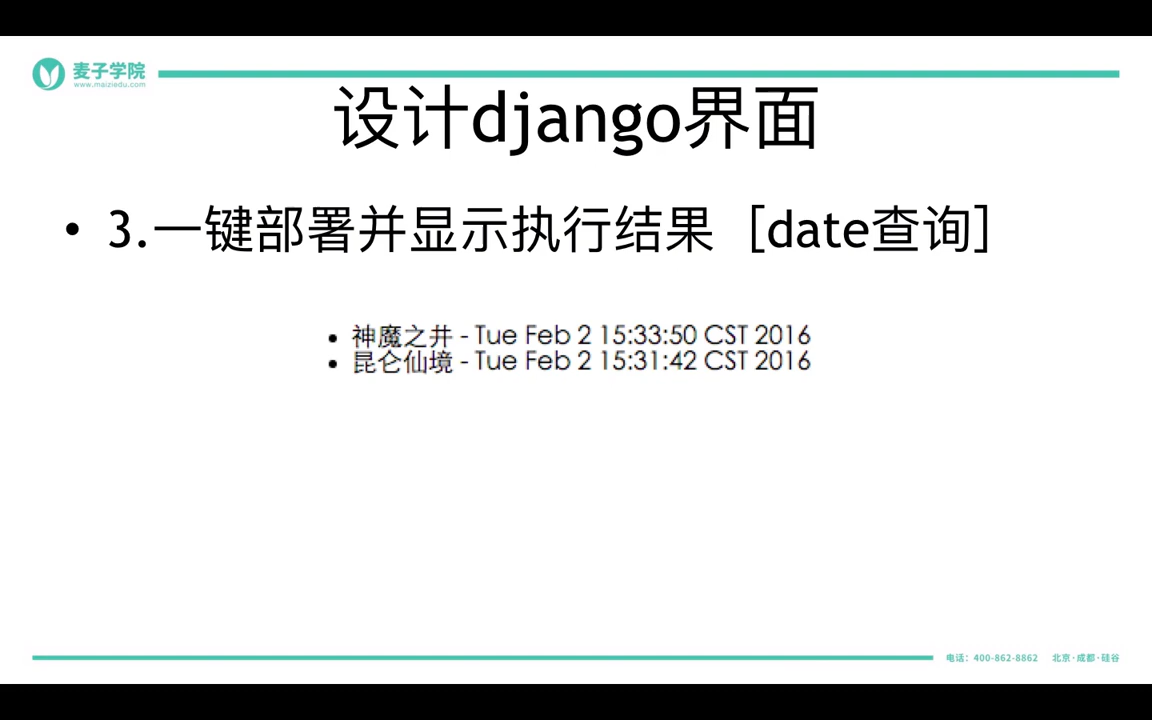 麦子学院
www.maiziedu.com
设计django界面
• 3.一键部署并显示执行结果［date查询］
• 神魔之井 - Tue Feb 2 15:33:50 CST 2016
• 昆仑仙境 - Tue Feb 2 15:31:42 CST 2016
电话：400-862-8862 北京·成都·硅谷